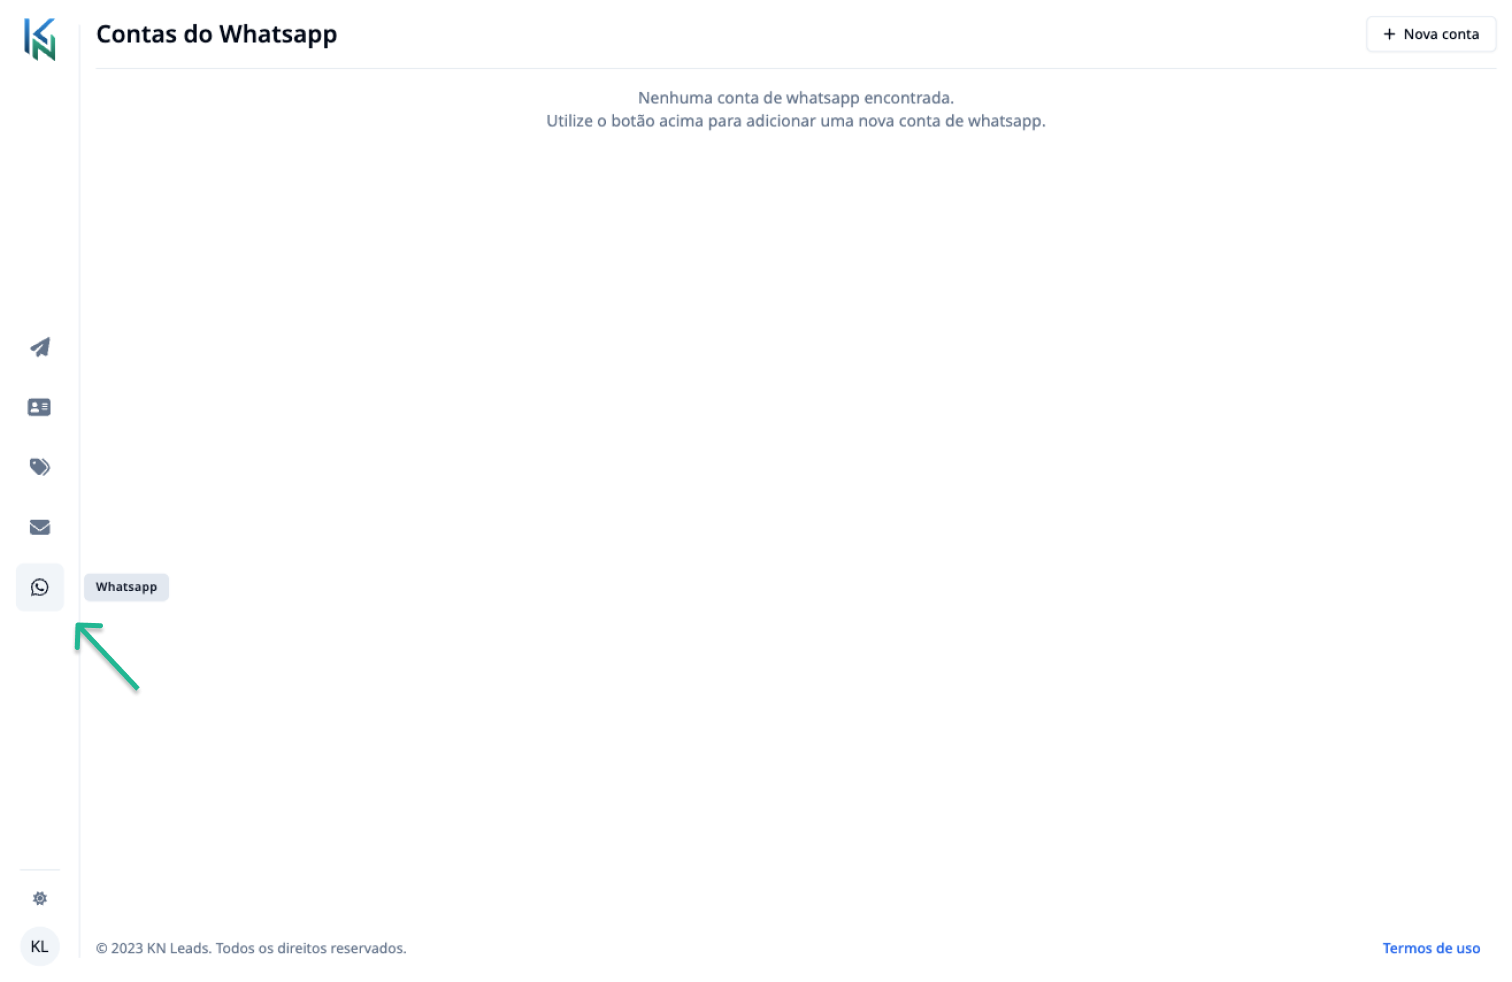 KN
Contas do Whatsapp
Nova conta
Nenhuma conta de whatsapp encontrada.
Utilize o botão acima para adicionar uma nova conta de whatsapp.
Whatsapp
KL
© 2023 KN Leads. Todos os direitos reservados.
Termos de uso